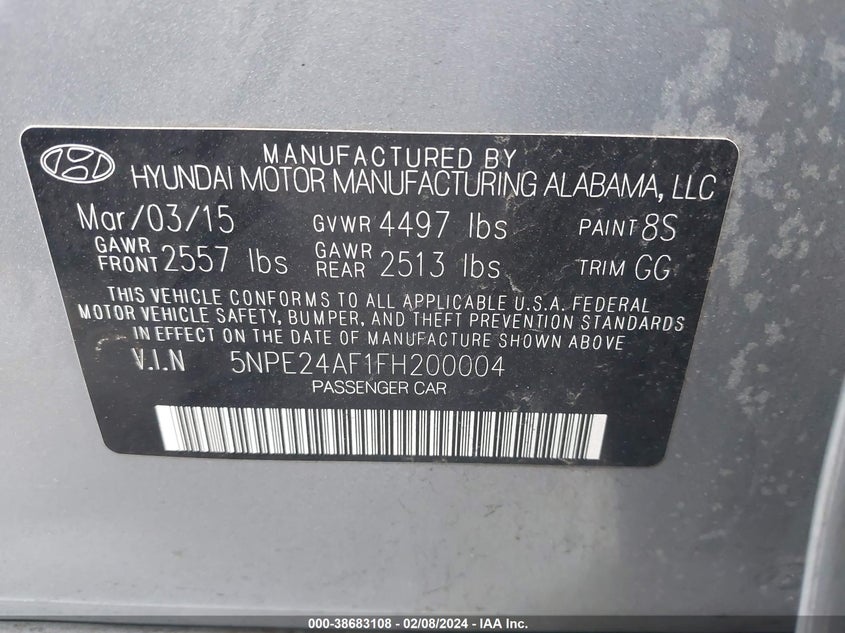 MANUFACTURED BY
HYUNDAI MOTOR MANUFACTURING ALABAMA, LLC
Mar/03/15 GVWR 4497 lbs PAINT 8S
GAWR FRONT 2557 lbs GAWR REAR 2513 lbs TRIM GG
THIS VEHICLE CONFORMS TO ALL APPLICABLE U.S.A. FEDERAL
MOTOR VEHICLE SAFETY, BUMPER, AND THEFT PREVENTION STANDARDS
IN EFFECT ON THE DATE OF MANUFACTURE SHOWN ABOVE
V.I.N 5NPE24AF1FH200004
PASSENGER CAR
000-38683108 - 02/08/2024 - IAA Inc.